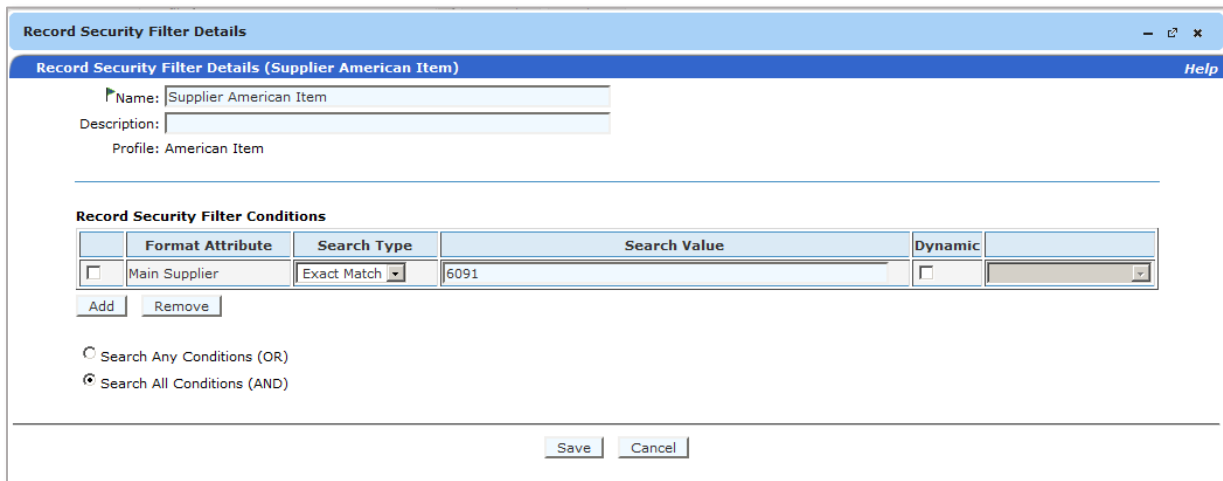 Record Security Filter Details
Record Security Filter Details (Supplier American Item) Help
Name: Supplier American Item
Description:
Profile: American Item
Record Security Filter Conditions
Format Attribute Search Type Search Value Dynamic
Main Supplier Exact Match 6091
Add Remove
Search Any Conditions (OR)
Search All Conditions (AND)
Save Cancel